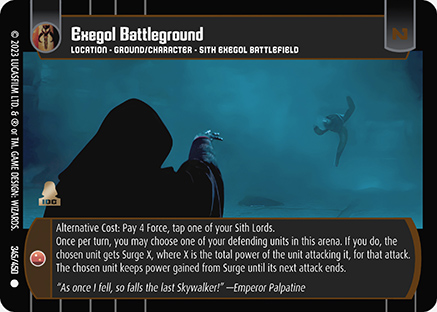 Exegol Battleground
LOCATION - GROUND/CHARACTER - SITH EXEGOL BATTLEFIELD
Alternative Cost: Pay 4 Force, tap one of your Sith Lords.
Once per turn, you may choose one of your defending units in this arena. If you do, the
chosen unit gets Surge X, where X is the total power of the unit attacking it, for that attack.
The chosen unit keeps power gained from Surge until its next attack ends.
"As once I fell, so falls the last Skywalker!" —Emperor Palpatine
© 2023 LUCASFILM LTD. & ® or TM. GAME DESIGN: WIZARDS.
345/450